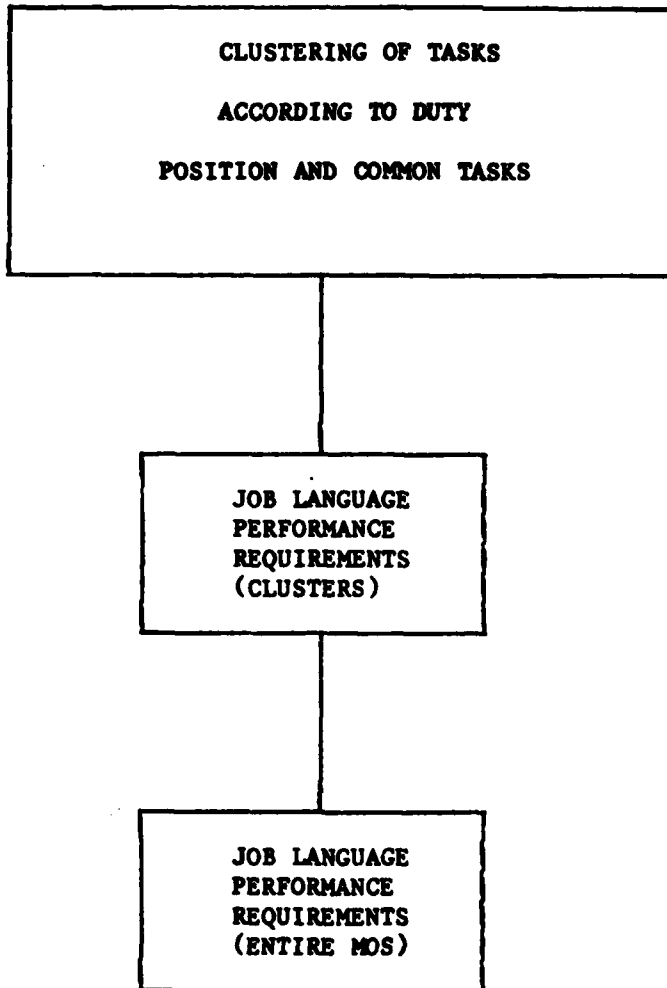 CLUSTERING OF TASKS
ACCORDING TO DUTY
POSITION AND COMMON TASKS
JOB LANGUAGE
PERFORMANCE
REQUIREMENTS
(CLUSTERS)
JOB LANGUAGE
PERFORMANCE
REQUIREMENTS
(ENTIRE MOS)